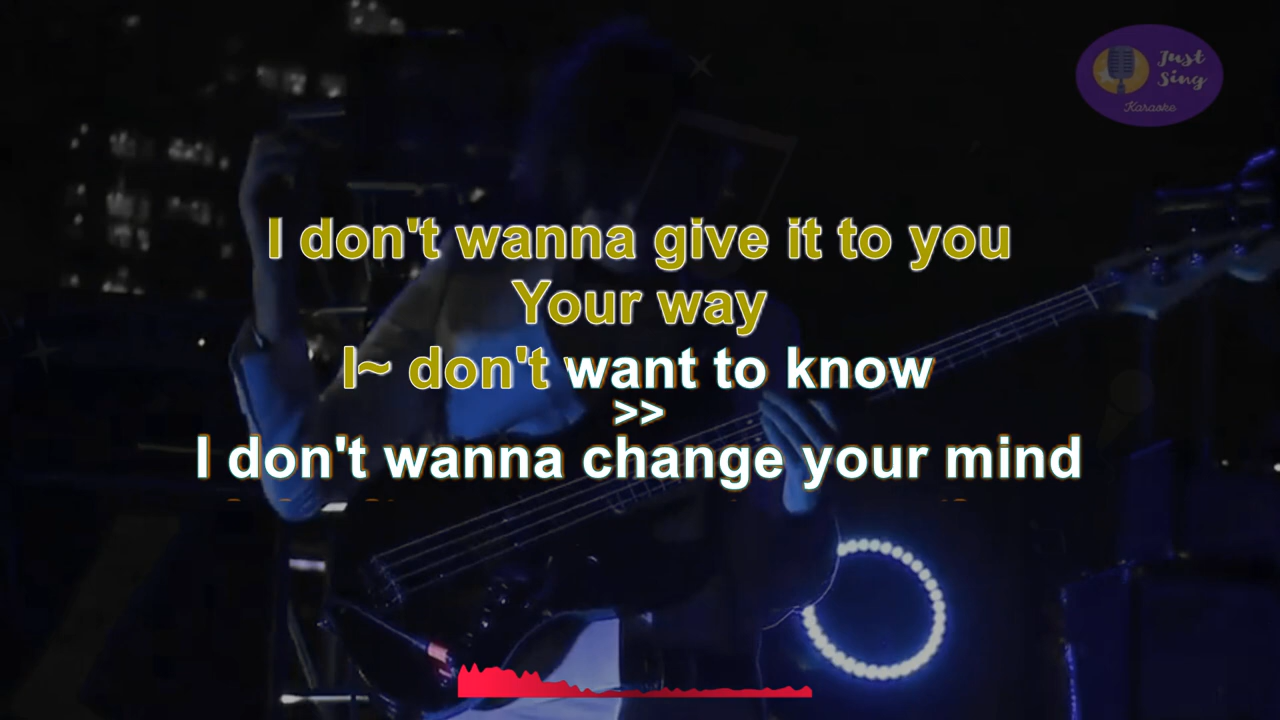 Just
Sing
Karaoke
I don't wanna give it to you
Your way
I~ don't want to know
>>
I don't wanna change your mind